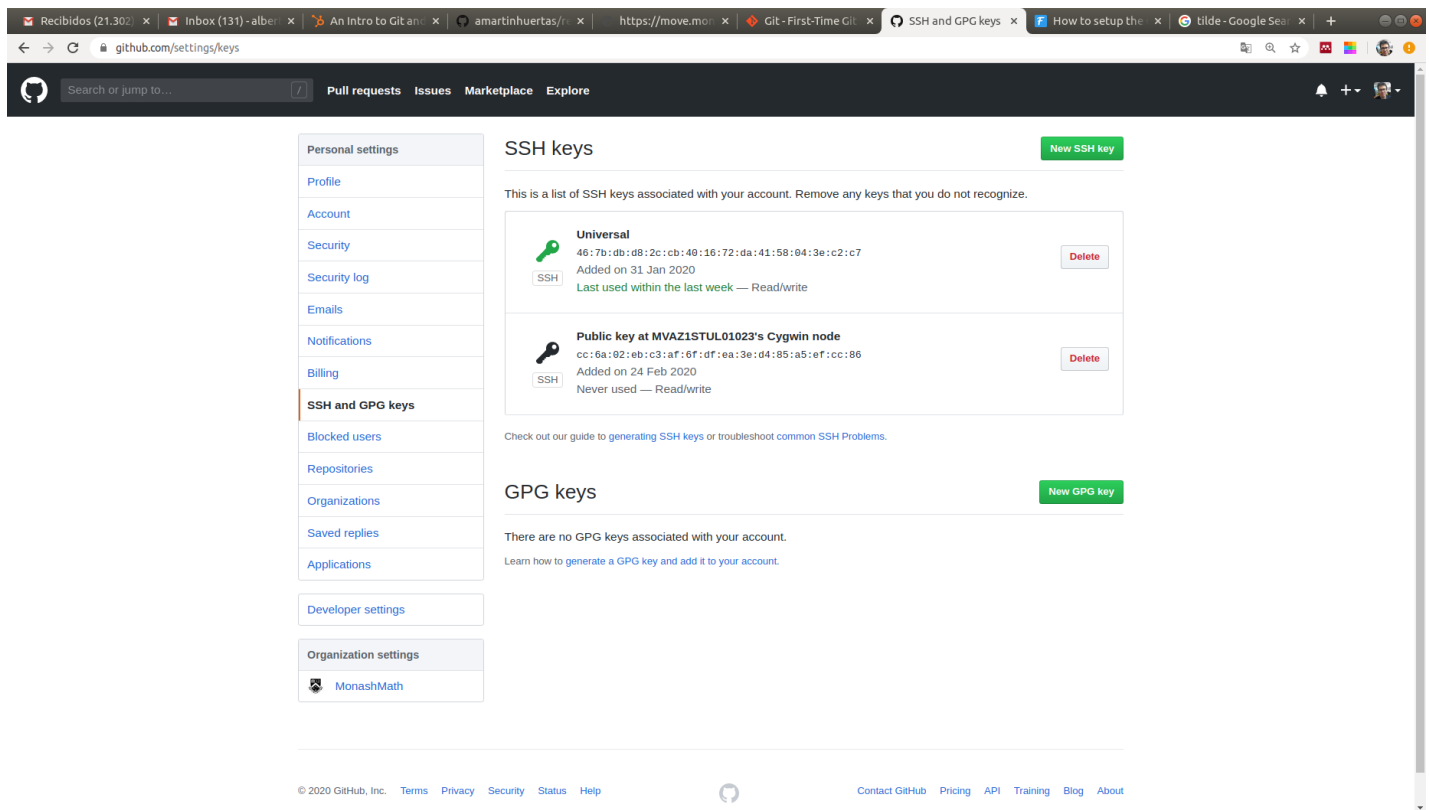 Recibidos (21.302)
Inbox (131) - alber
An Intro to Git and
amartinhuertas/re
https://move.mon
Git - First-Time Git
SSH and GPG keys
How to setup the
tilde - Google Sear
github.com/settings/keys
Search or jump to…
/
Pull requests Issues Marketplace Explore
Personal settings
Profile
Account
Security
Security log
Emails
Notifications
Billing
SSH and GPG keys
Blocked users
Repositories
Organizations
Saved replies
Applications
Developer settings
Organization settings
MonashMath
SSH keys
New SSH key
This is a list of SSH keys associated with your account. Remove any keys that you do not recognize.
Universal
46:7b:db:d8:2c:cb:40:16:72:da:41:58:04:3e:c2:c7
Added on 31 Jan 2020
Last used within the last week — Read/write
SSH
Delete
Public key at MVAZ1STUL01023's Cygwin node
cc:6a:02:eb:c3:af:6f:df:ea:3e:d4:85:a5:ef:cc:86
Added on 24 Feb 2020
Never used — Read/write
SSH
Delete
Check out our guide to generating SSH keys or troubleshoot common SSH Problems.
GPG keys
New GPG key
There are no GPG keys associated with your account.
Learn how to generate a GPG key and add it to your account.
© 2020 GitHub, Inc. Terms Privacy Security Status Help
Contact GitHub Pricing API Training Blog About